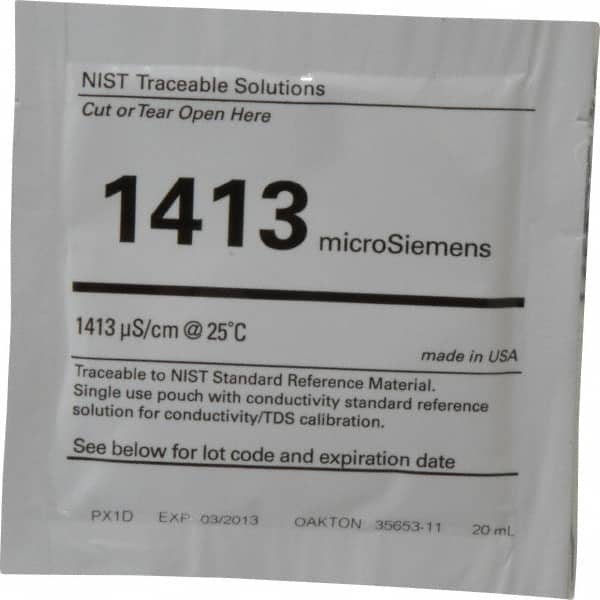 NIST Traceable Solutions
Cut or Tear Open Here
1413 microSiemens
1413 µS/cm @ 25°C
made in USA
Traceable to NIST Standard Reference Material.
Single use pouch with conductivity standard reference
solution for conductivity/TDS calibration.
See below for lot code and expiration date
PX1D EXP 03/2013 OAKTON 35653-11 20 mL